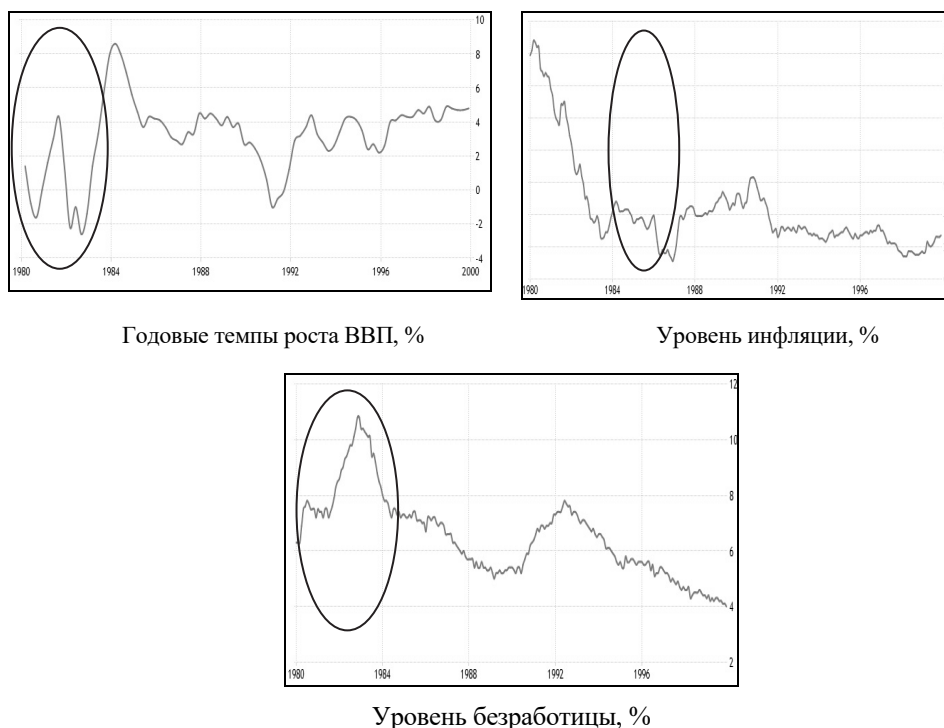 10
8
6
4
2
0
-2
-4
1980 1984 1988 1992 1996 2000
1980 1984 1988 1992 1996
Годовые темпы роста ВВП, %
Уровень инфляции, %
12
10
8
6
4
2
1980 1984 1988 1992 1996
Уровень безработицы, %